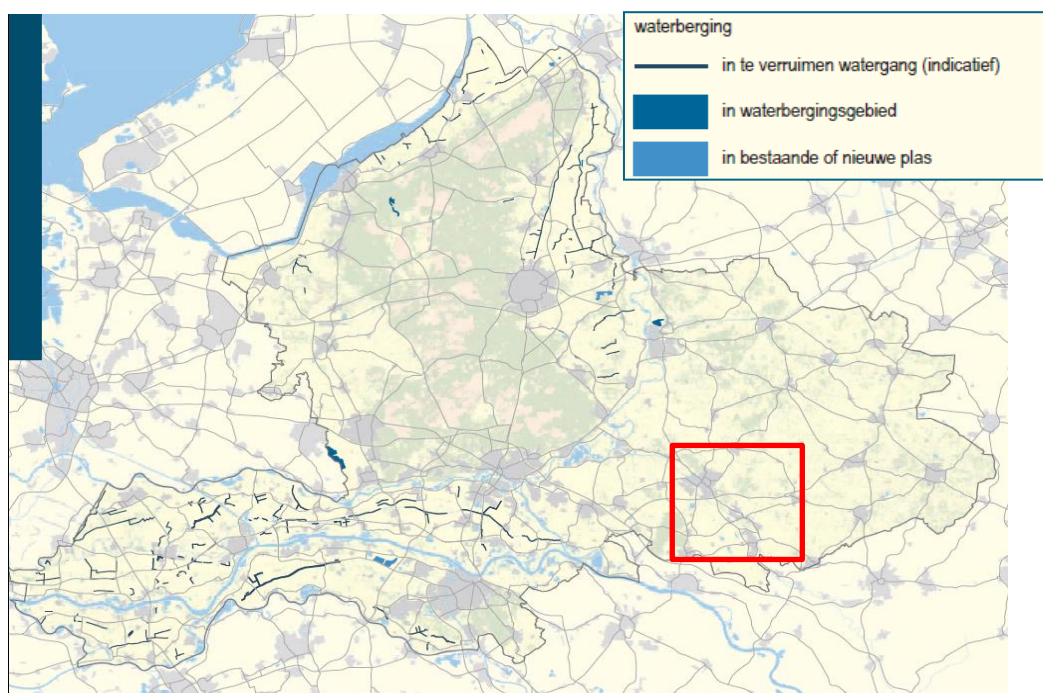 waterberging
in te verruimen watergang (indicatief)
in waterbergingsgebied
in bestaande of nieuwe plas